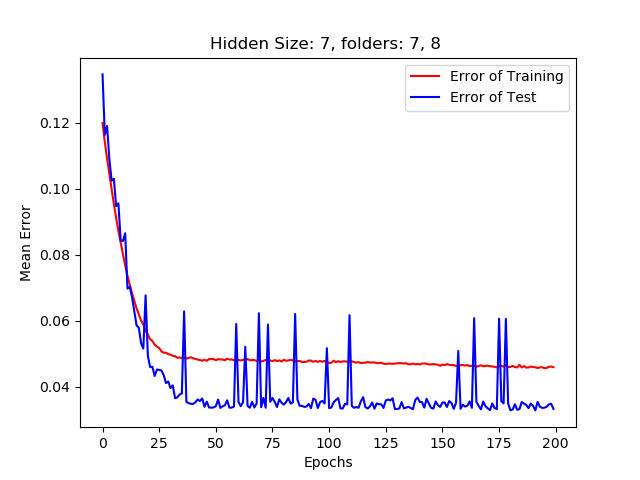 Hidden Size: 7, folders: 7, 8
Error of Training
Error of Test
Mean Error
0.12
0.10
0.08
0.06
0.04
0 25 50 75 100 125 150 175 200
Epochs